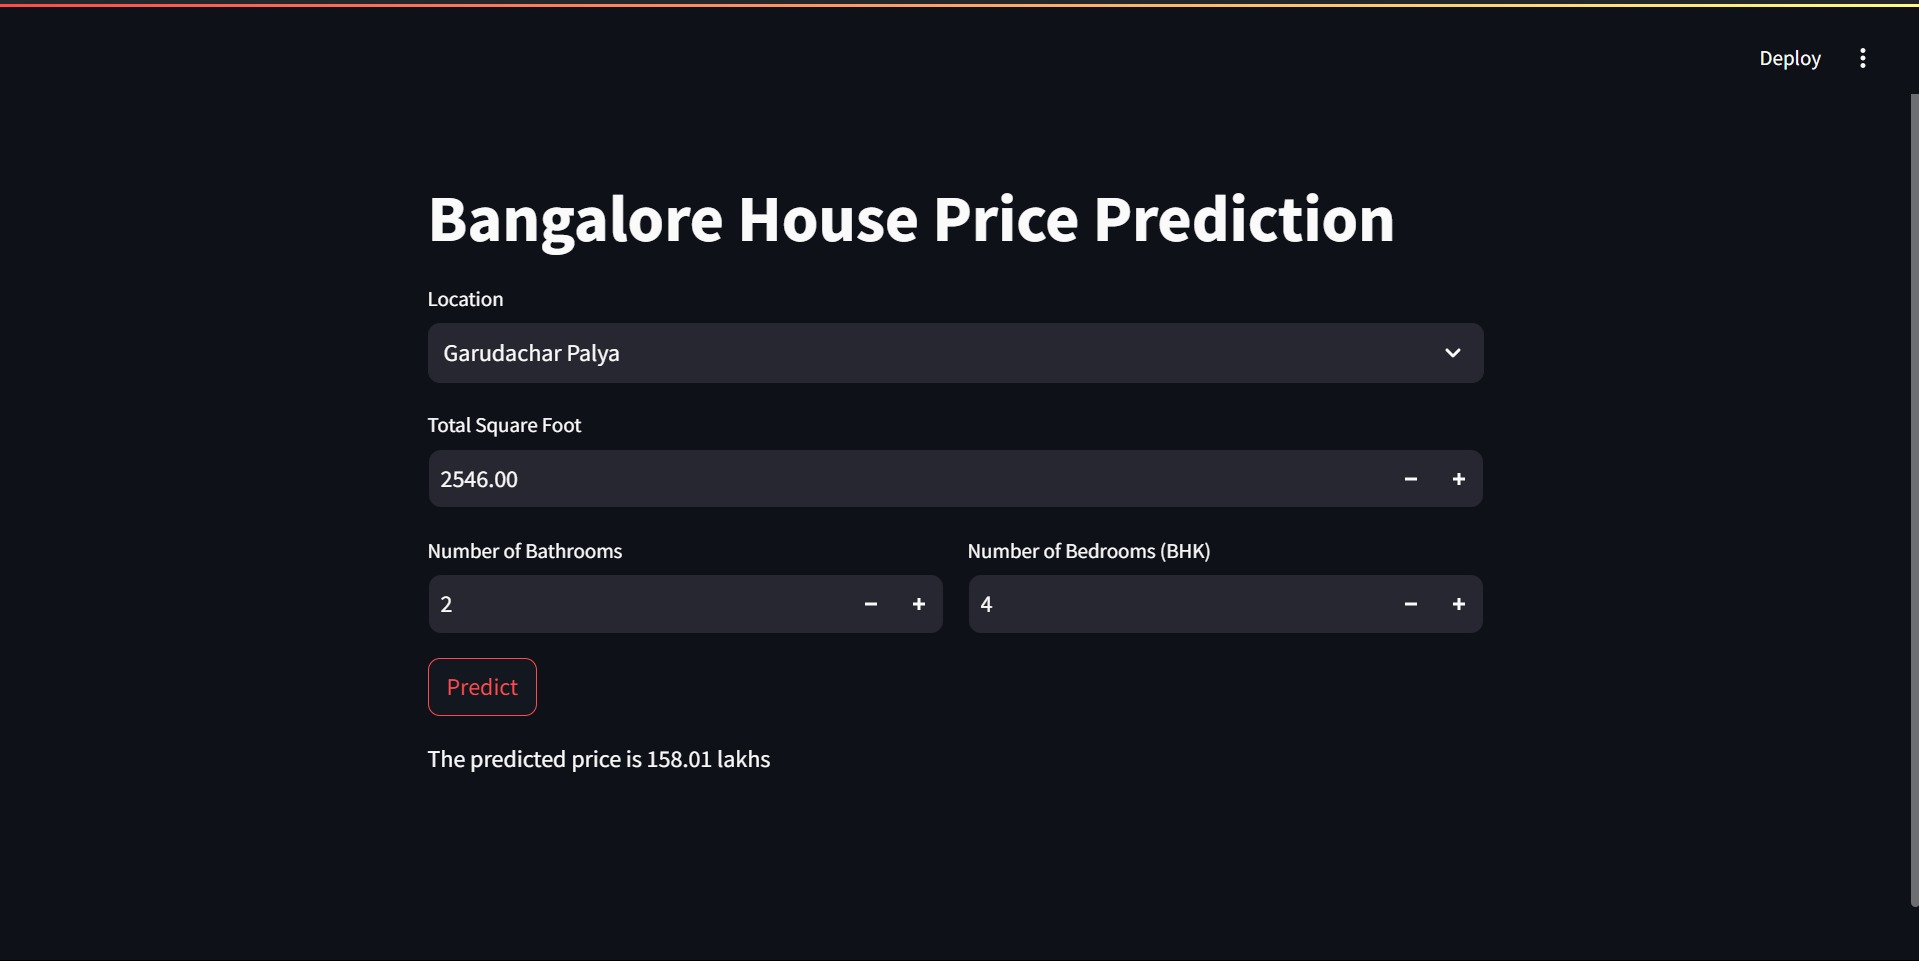 Deploy
Bangalore House Price Prediction
Location
Garudachar Palya
Total Square Foot
2546.00
Number of Bathrooms
Number of Bedrooms (BHK)
2
4
Predict
The predicted price is 158.01 lakhs